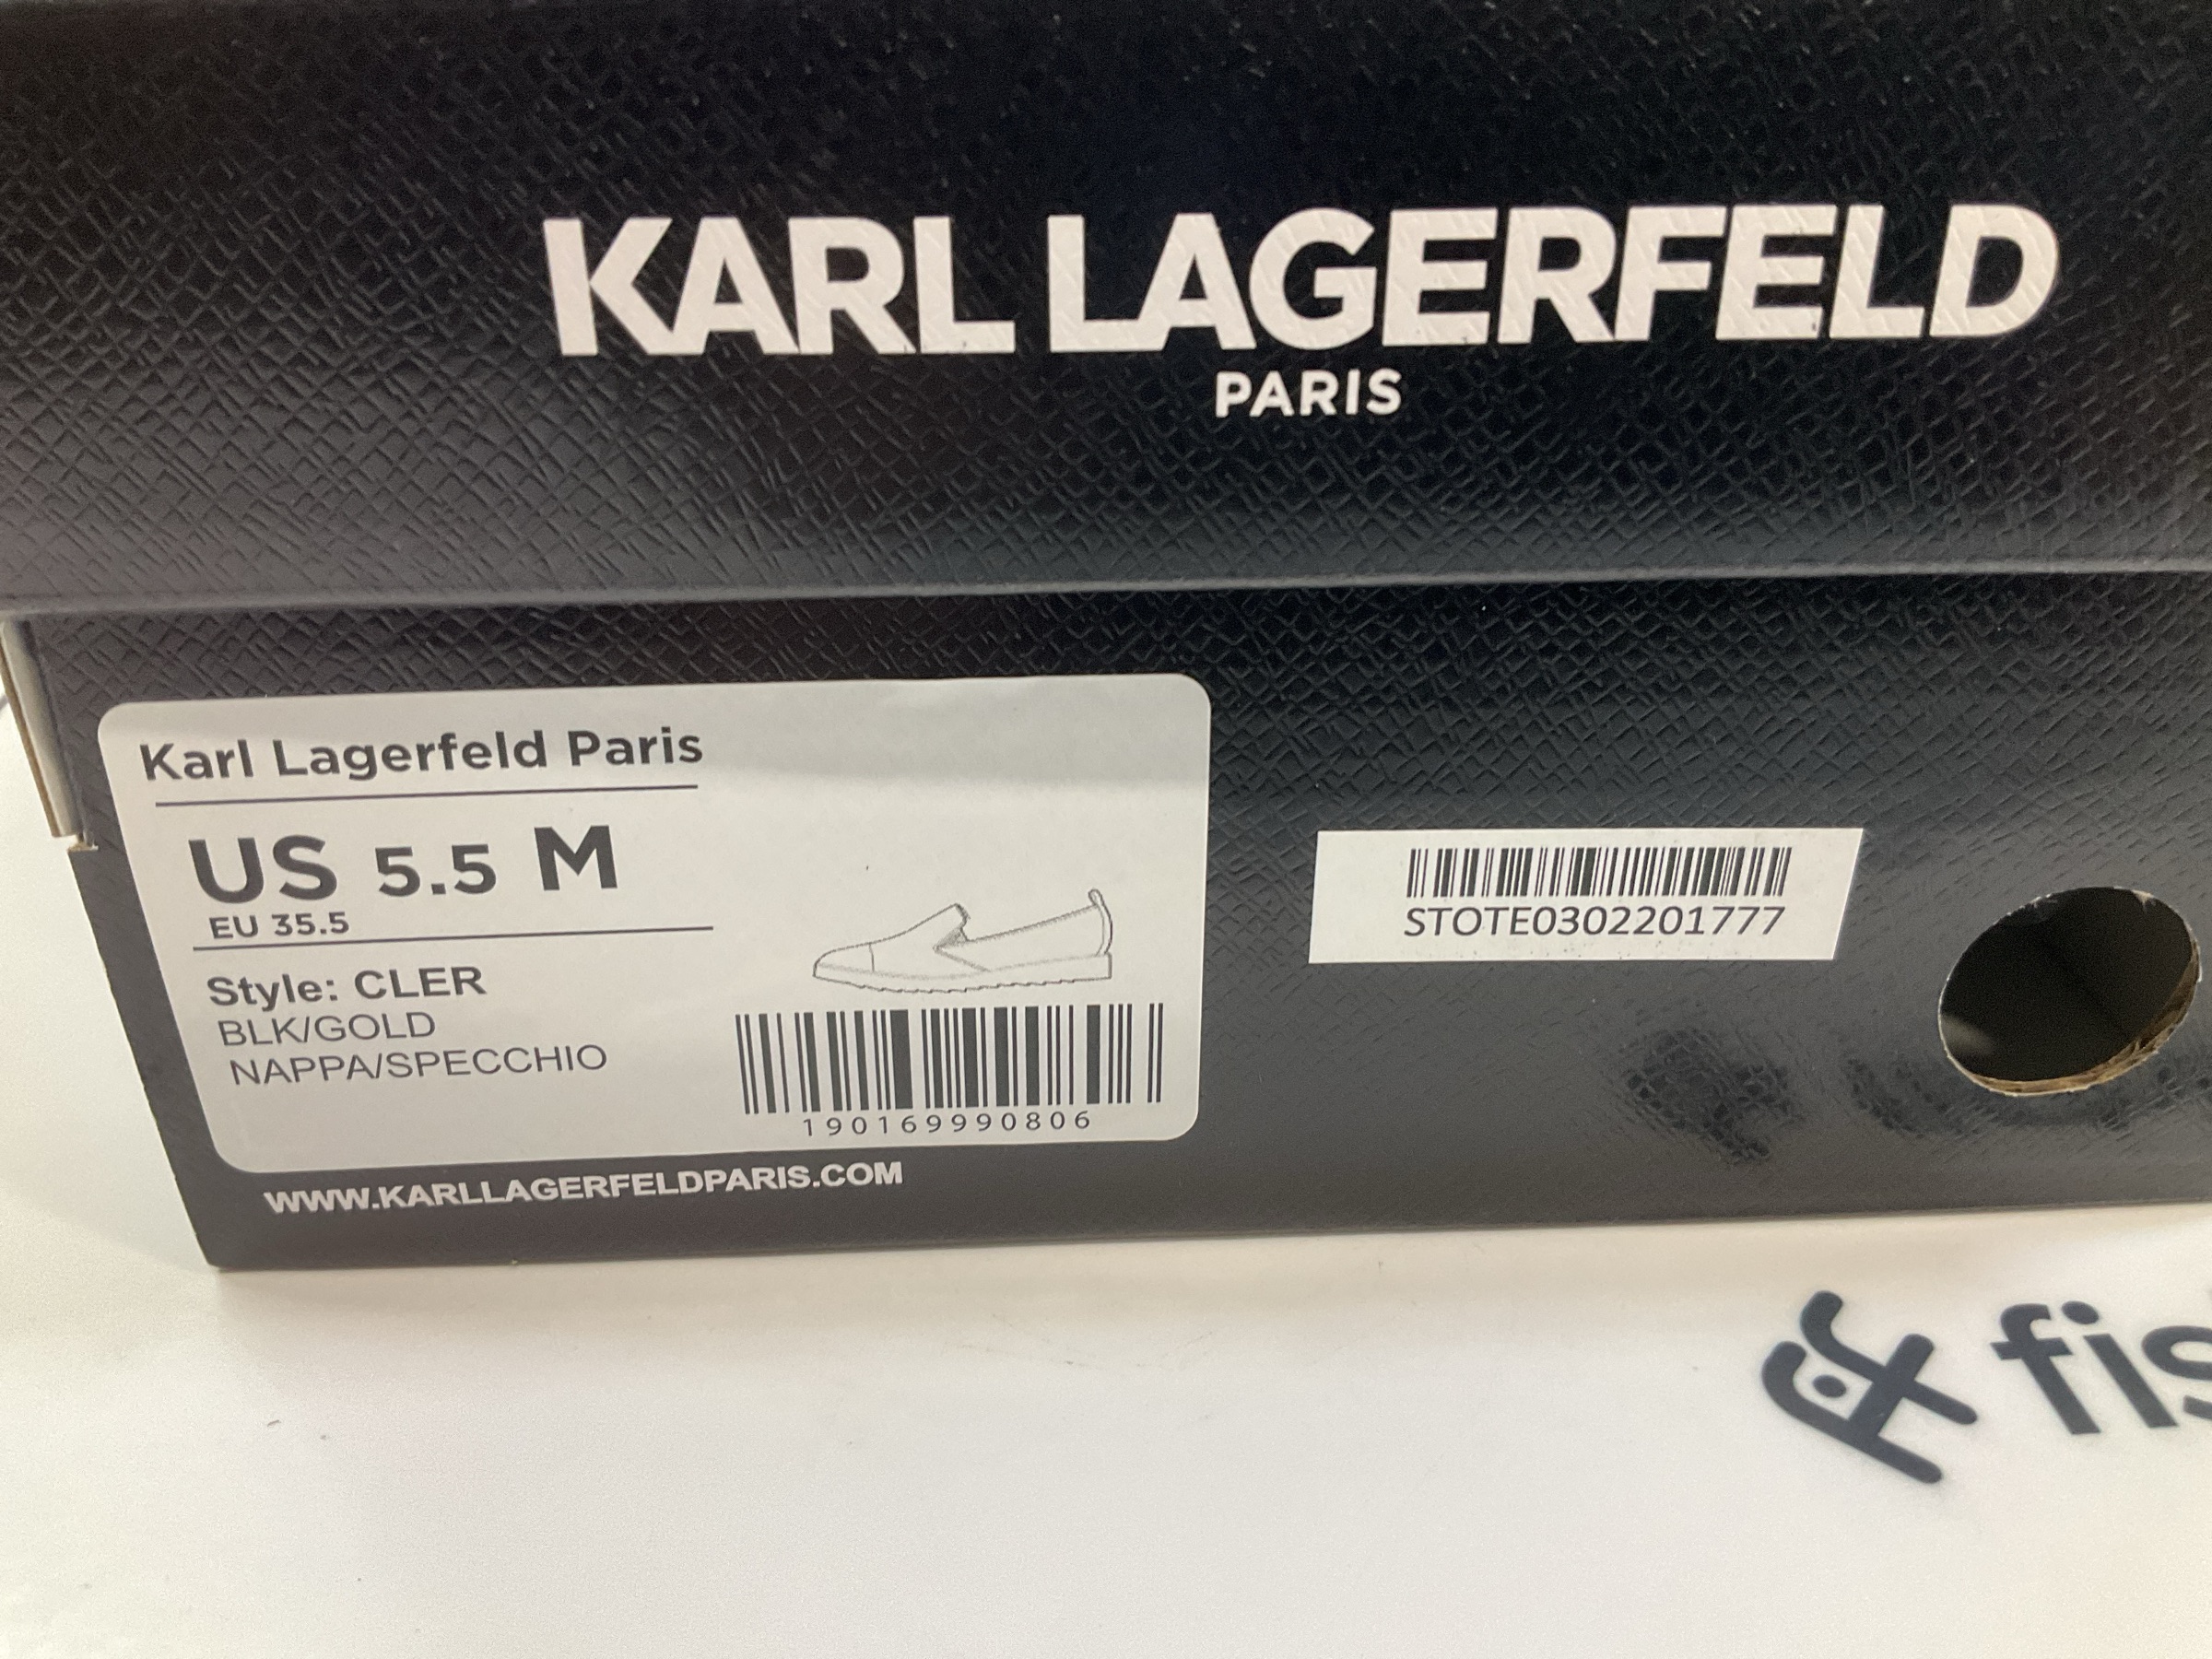 KARL LAGERFELD
PARIS
Karl Lagerfeld Paris
US 5.5 M
EU 35.5
Style: CLER
BLK/GOLD
NAPPA/SPECCHIO
190169990806
WWW.KARLLAGERFELDPARIS.COM
STOTE0302201777